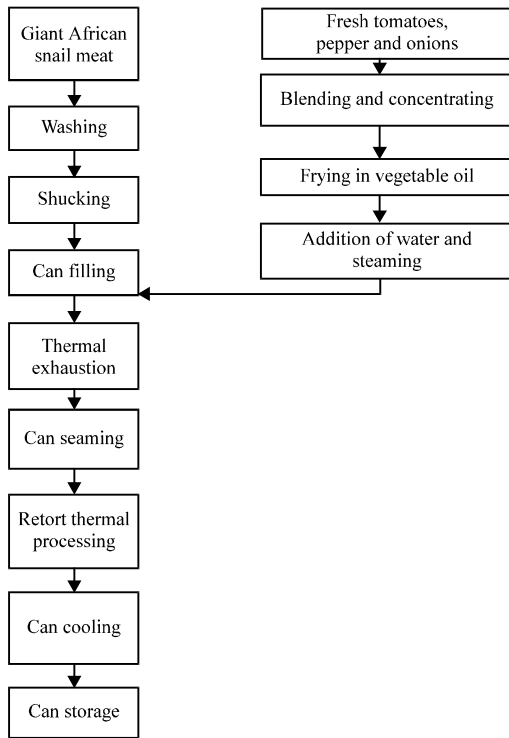 Giant African
snail meat
Washing
Shucking
Can filling
Thermal
exhaustion
Can seaming
Retort thermal
processing
Can cooling
Can storage
Fresh tomatoes,
pepper and onions
Blending and concentrating
Frying in vegetable oil
Addition of water and
steaming